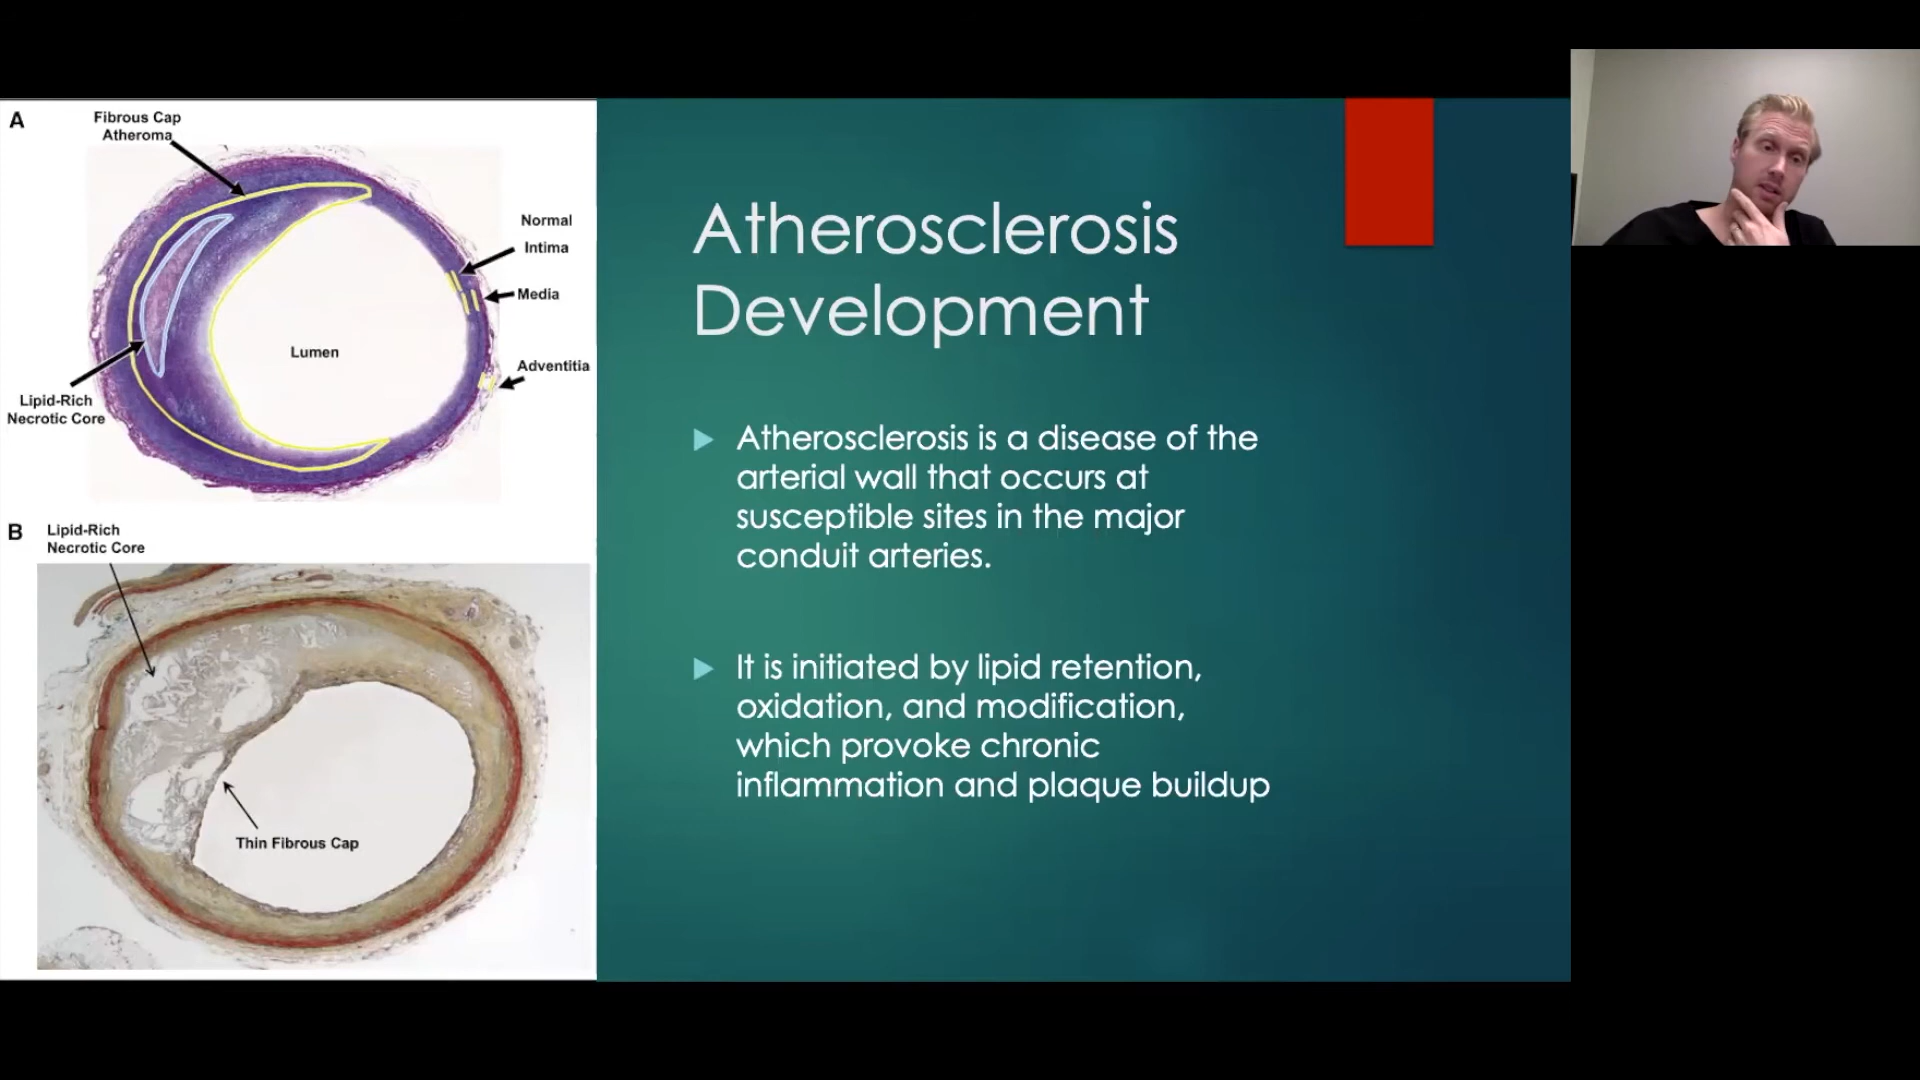 A
Fibrous Cap
Atheroma
Normal
Intima
Media
Lumen
Adventitia
Lipid-Rich
Necrotic Core
B
Lipid-Rich
Necrotic Core
Thin Fibrous Cap
Atherosclerosis
Development
Atherosclerosis is a disease of the
arterial wall that occurs at
susceptible sites in the major
conduit arteries.
It is initiated by lipid retention,
oxidation, and modification,
which provoke chronic
inflammation and plaque buildup